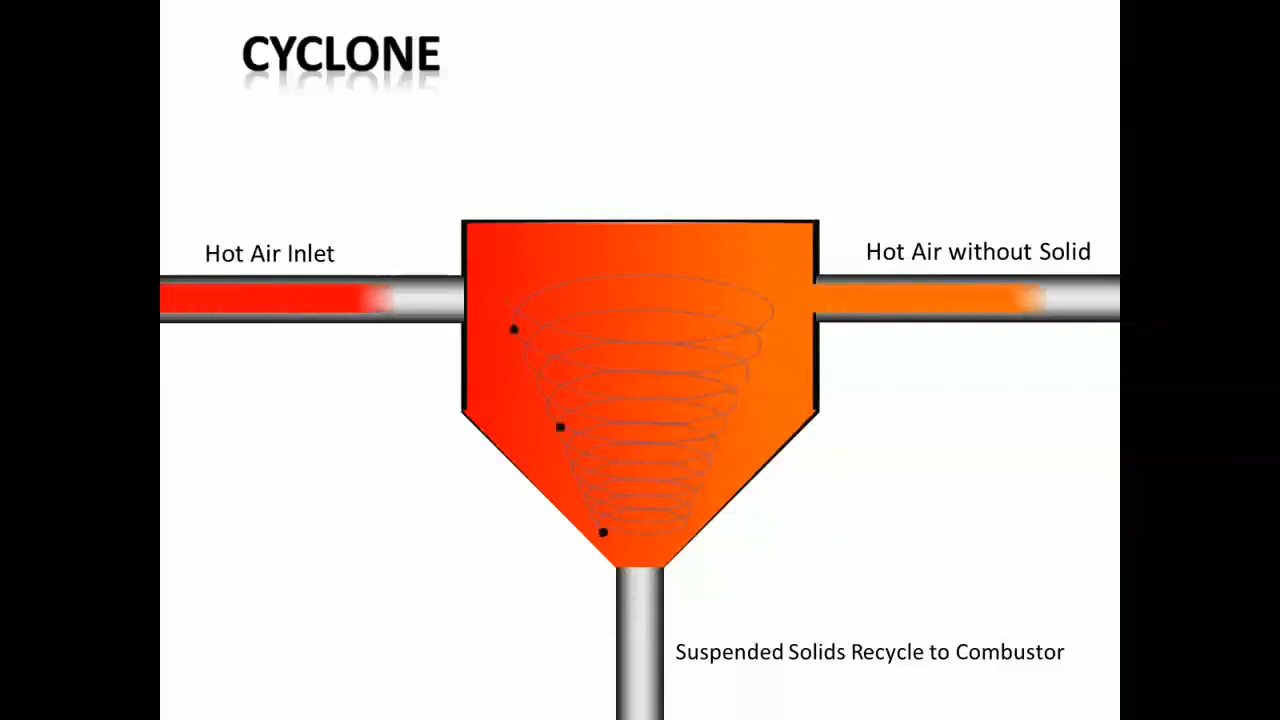 CYCLONE
Hot Air Inlet
Hot Air without Solid
Suspended Solids Recycle to Combustor